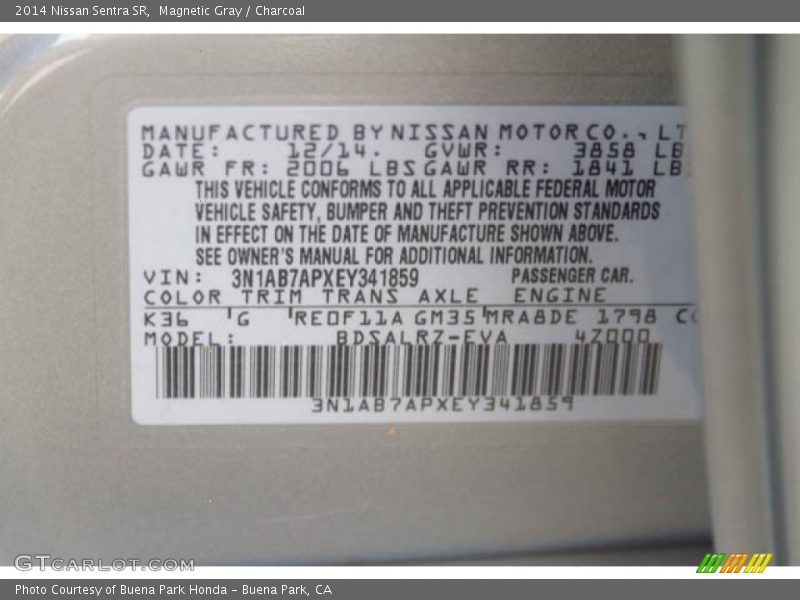 2014 Nissan Sentra SR,  Magnetic Gray / Charcoal
MANUFACTURED BY NISSAN MOTOR CO., LT
DATE: 12/14. GVWR: 3858 LB
GAWR FR: 2006 LBS GAWR RR: 1841 LB
THIS VEHICLE CONFORMS TO ALL APPLICABLE FEDERAL MOTOR
VEHICLE SAFETY, BUMPER AND THEFT PREVENTION STANDARDS
IN EFFECT ON THE DATE OF MANUFACTURE SHOWN ABOVE.
SEE OWNER'S MANUAL FOR ADDITIONAL INFORMATION.
VIN: 3N1AB7APXEY341859 PASSENGER CAR.
COLOR TRIM TRANS AXLE ENGINE
K36 G RE0F11A GM35 MRA8DE 1798 CC
MODEL: BDSALRZ-EVA 4Z000
3N1AB7APXEY341859
GTCARLOT.COM
Photo Courtesy of Buena Park Honda - Buena Park, CA